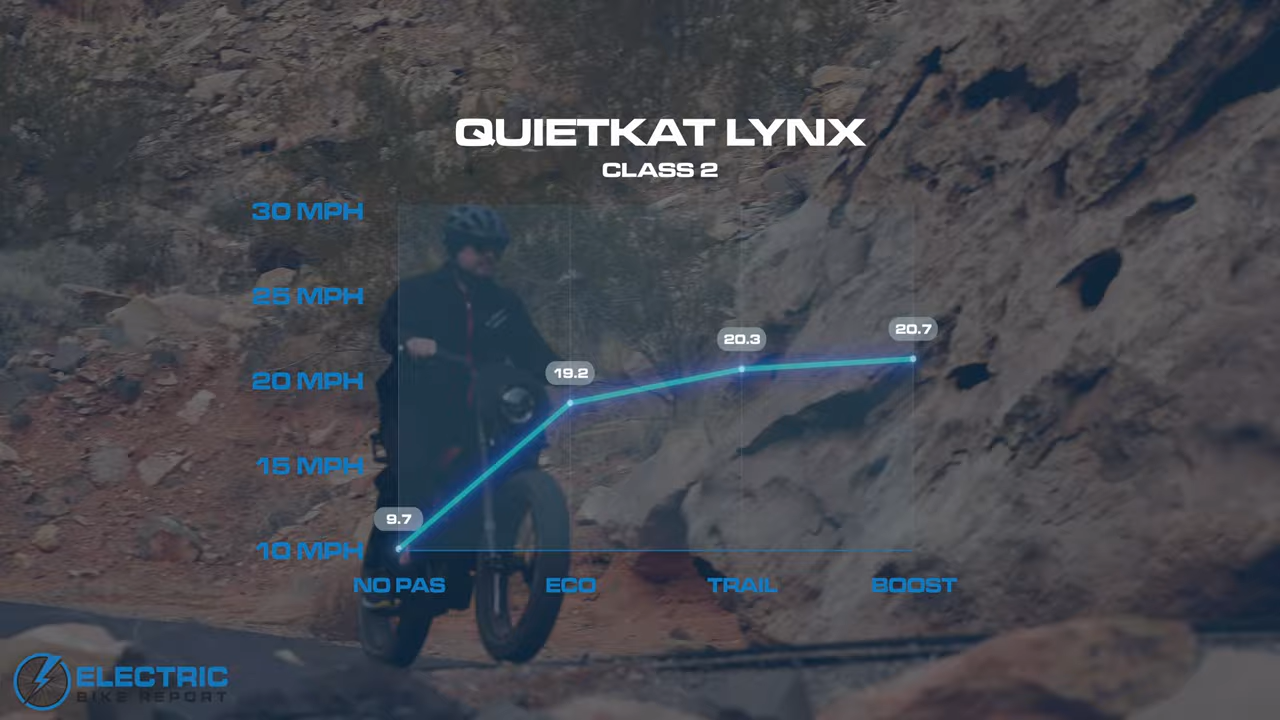 QUIETKAT LYNX
CLASS 2
30 MPH
25 MPH
20 MPH
15 MPH
10 MPH
9.7
19.2
20.3
20.7
NO PAS ECO TRAIL BOOST
ELECTRIC
BIKE REPORT